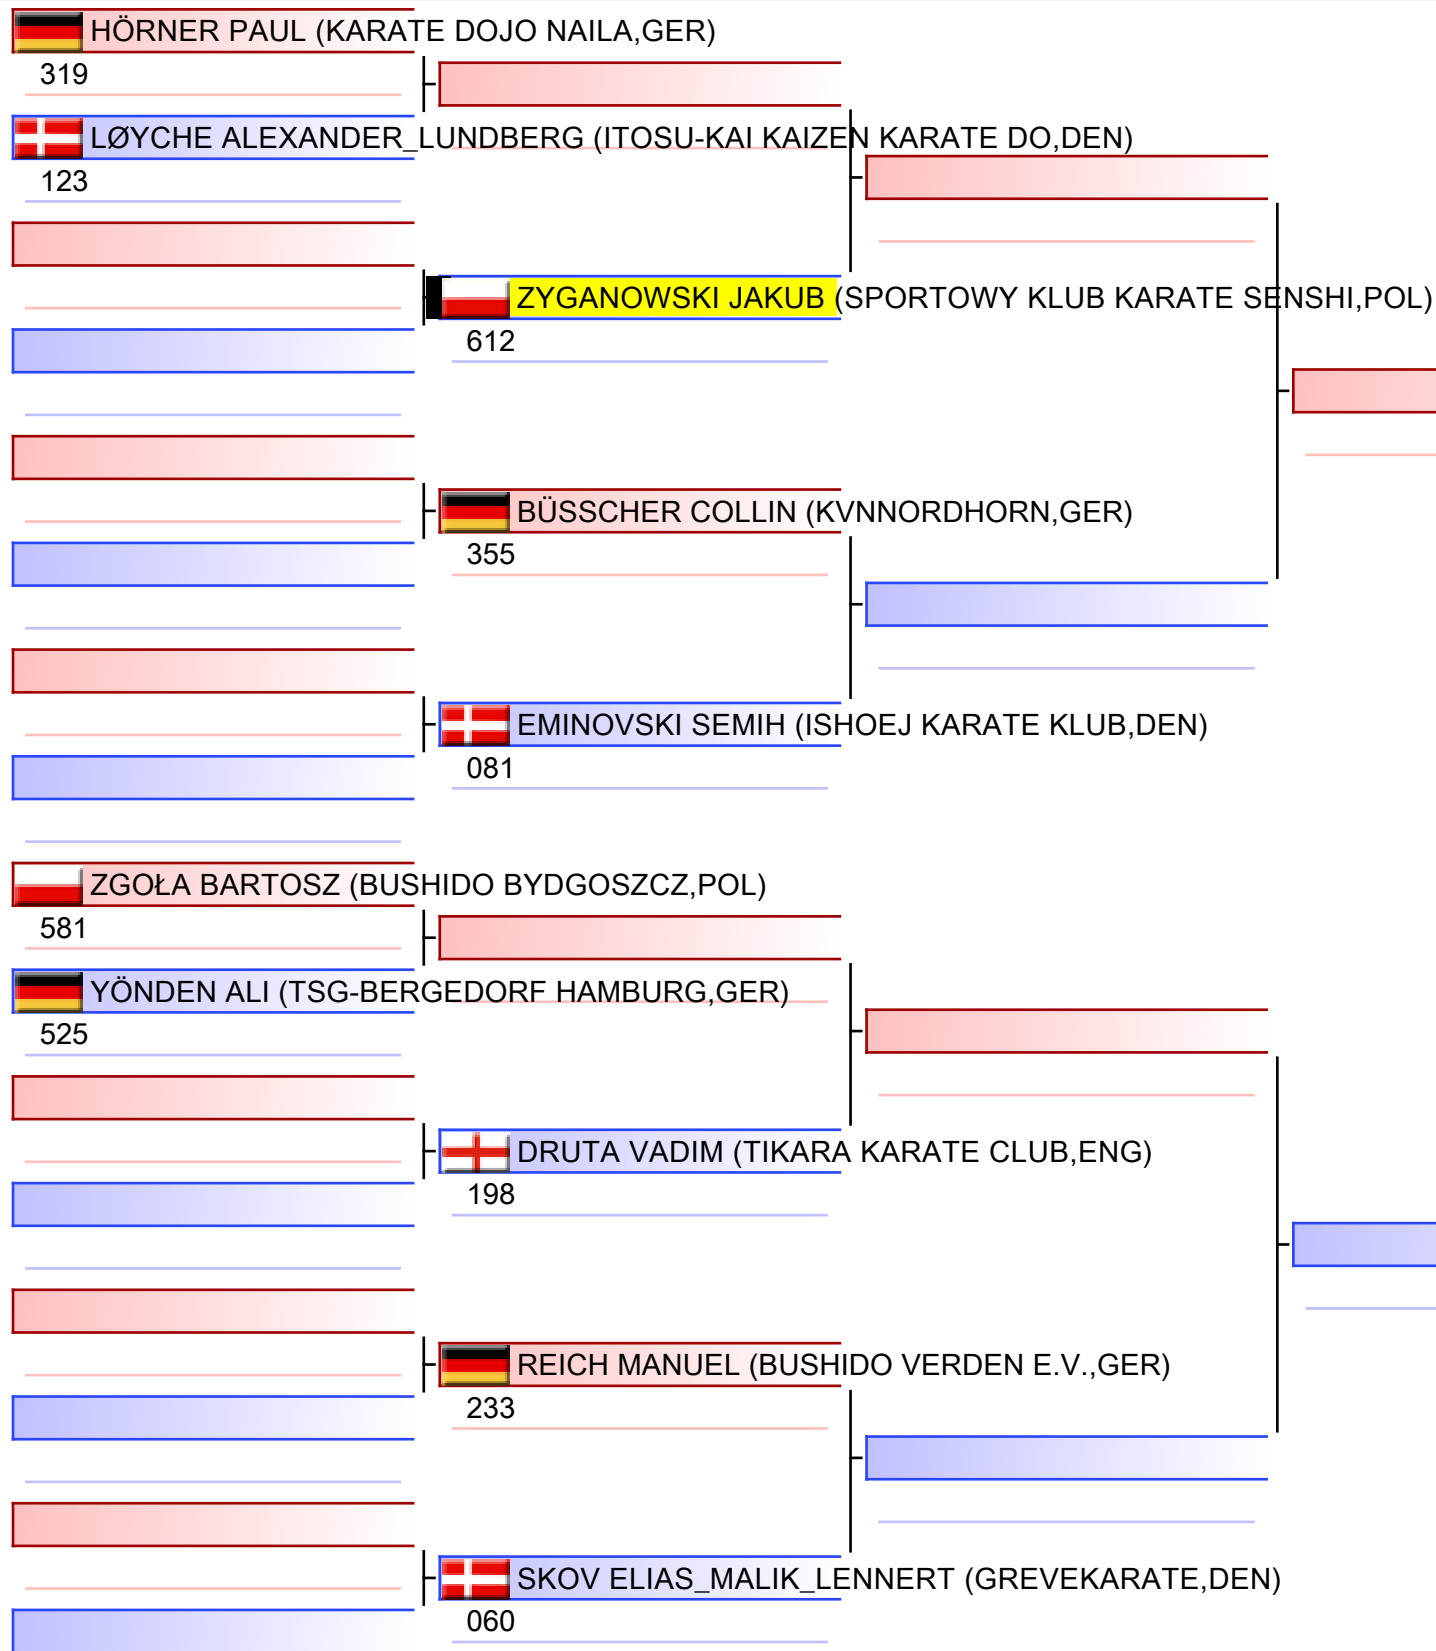 HÖRNER PAUL (KARATE DOJO NAILA,GER)
319
LØYCHE ALEXANDER_LUNDBERG (ITOSU-KAI KAIZEN KARATE DO,DEN)
123
ZYGANOWSKI JAKUB (SPORTOWY KLUB KARATE SENSHI,POL)
612
BÜSSCHER COLLIN (KVNNORDHORN,GER)
355
EMINOVSKI SEMIH (ISHOEJ KARATE KLUB,DEN)
081
ZGOŁA BARTOSZ (BUSHIDO BYDGOSZCZ,POL)
581
YÖNDEN ALI (TSG-BERGEDORF HAMBURG,GER)
525
DRUTA VADIM (TIKARA KARATE CLUB,ENG)
198
REICH MANUEL (BUSHIDO VERDEN E.V.,GER)
233
SKOV ELIAS_MALIK_LENNERT (GREVEKARATE,DEN)
060